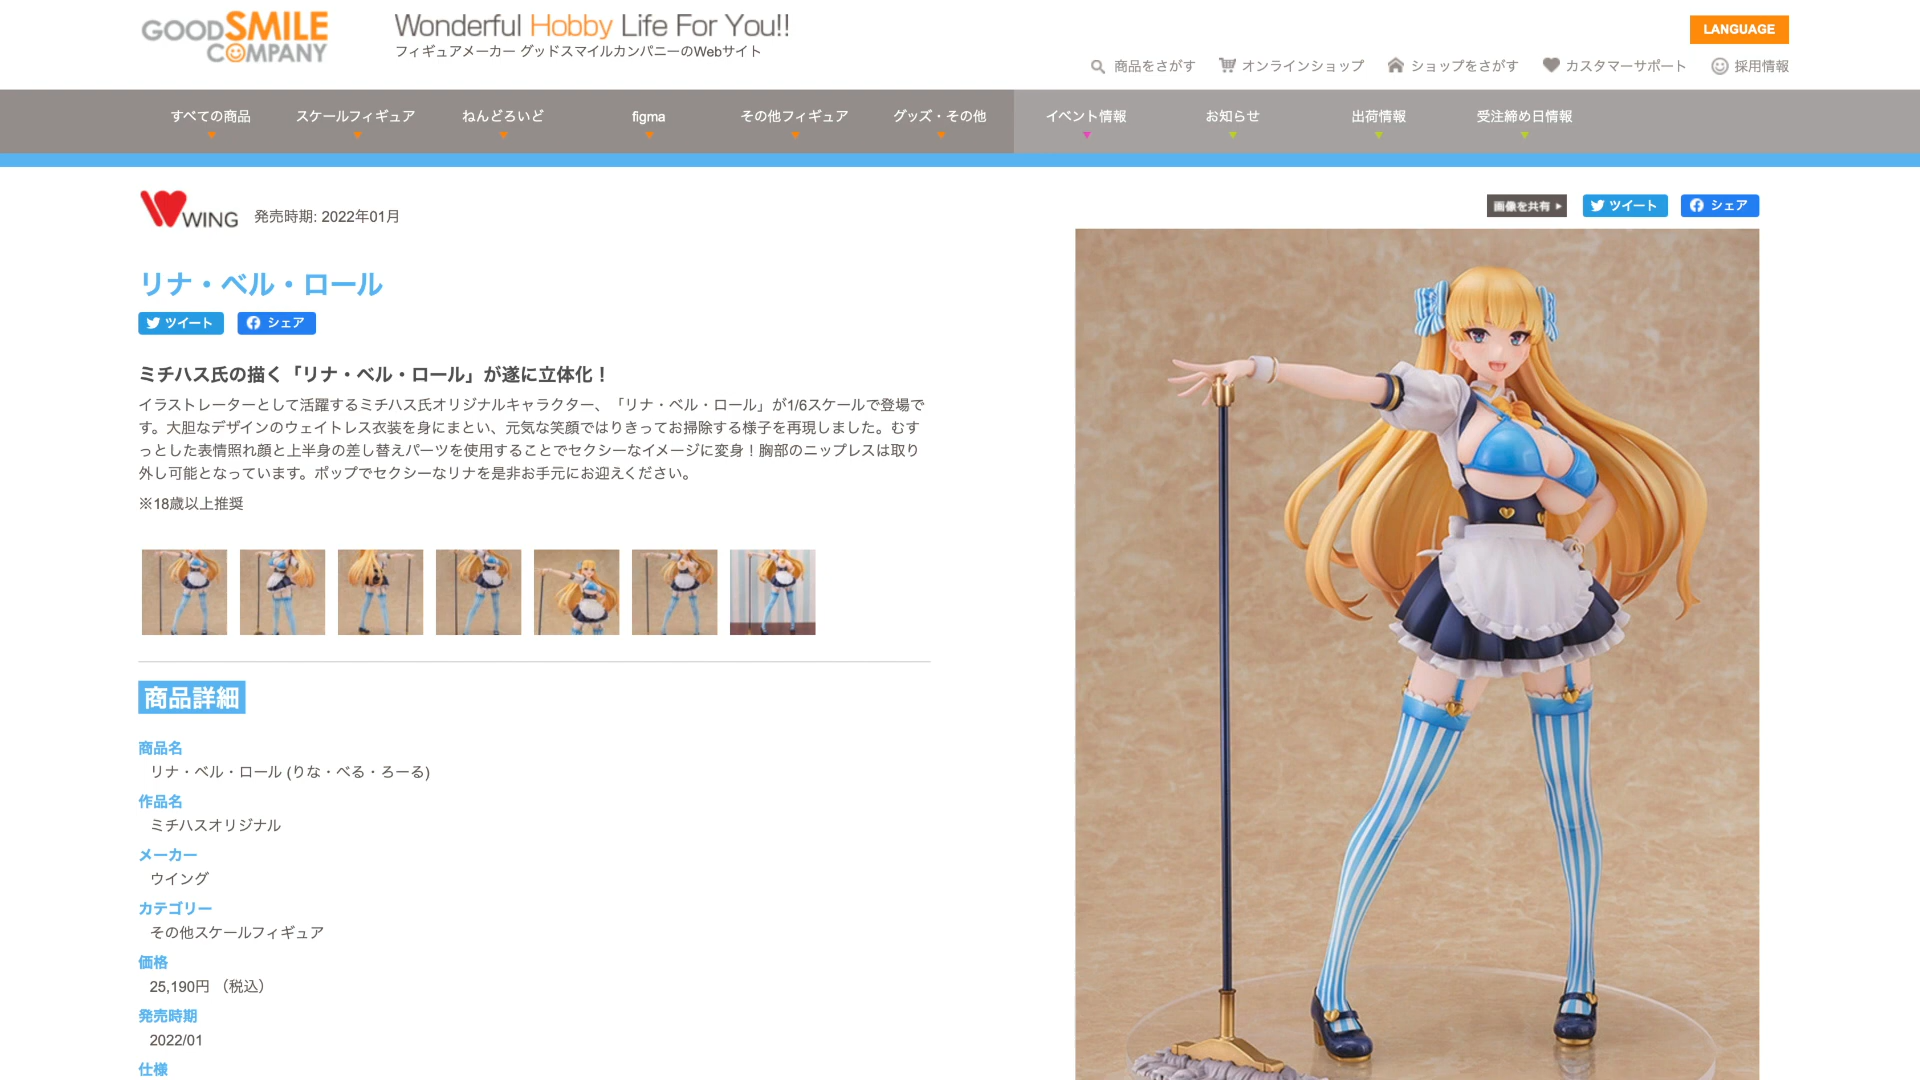 GOODSMILE
COMPANY
Wonderful Hobby Life For You!!
フィギュアメーカー グッドスマイルカンパニーのWebサイト
LANGUAGE
商品をさがす
オンラインショップ
ショップをさがす
カスタマーサポート
採用情報
すべての商品
スケールフィギュア
ねんどろいど
figma
その他フィギュア
グッズ・その他
イベント情報
お知らせ
出荷情報
受注締め日情報
WING
発売時期: 2022年01月
画像を共有
ツイート
シェア
リナ・ベル・ロール
ツイート
シェア
ミチハス氏の描く「リナ・ベル・ロール」が遂に立体化！
イラストレーターとして活躍するミチハス氏オリジナルキャラクター、「リナ・ベル・ロール」が1/6スケールで登場で
す。大胆なデザインのウェイトレス衣装を身にまとい、元気な笑顔ではりきってお掃除する様子を再現しました。むす
っとした表情照れ顔と上半身の差し替えパーツを使用することでセクシーなイメージに変身！胸部のニップレスは取り
外し可能となっています。ポップでセクシーなリナを是非お手元にお迎えください。
※18歳以上推奨
商品詳細
商品名
リナ・ベル・ロール (りな・べる・ろーる)
作品名
ミチハスオリジナル
メーカー
ウイング
カテゴリー
その他スケールフィギュア
価格
25,190円 （税込）
発売時期
2022/01
仕様